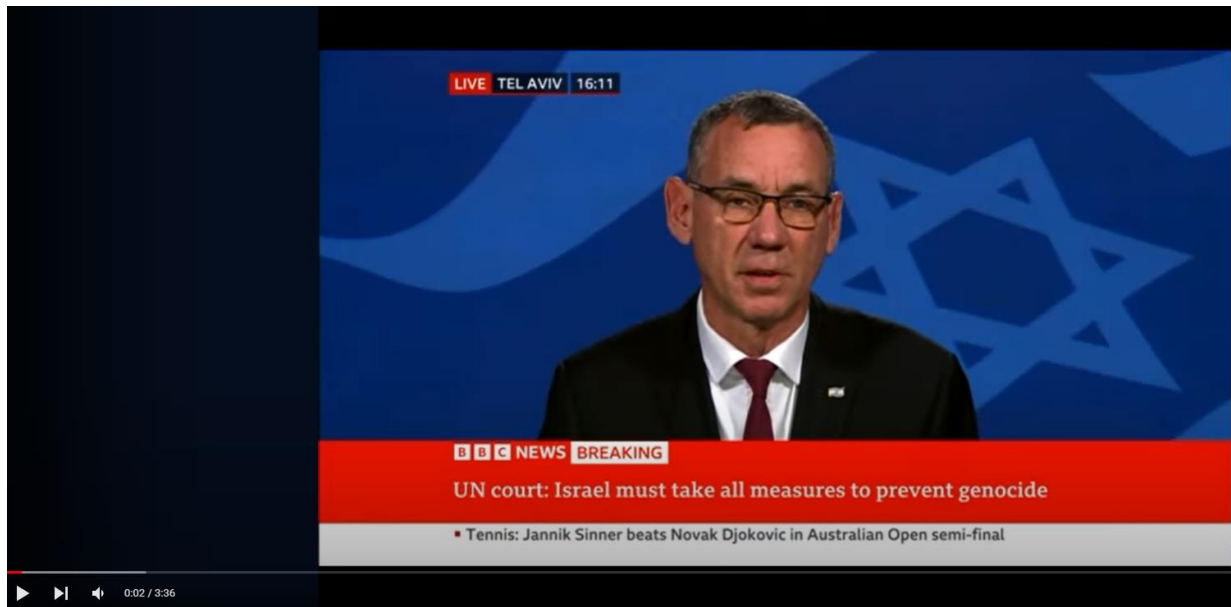 LIVE TEL AVIV 16:11
BBC NEWS BREAKING
UN court: Israel must take all measures to prevent genocide
Tennis: Jannik Sinner beats Novak Djokovic in Australian Open semi-final
0:02 / 3:36